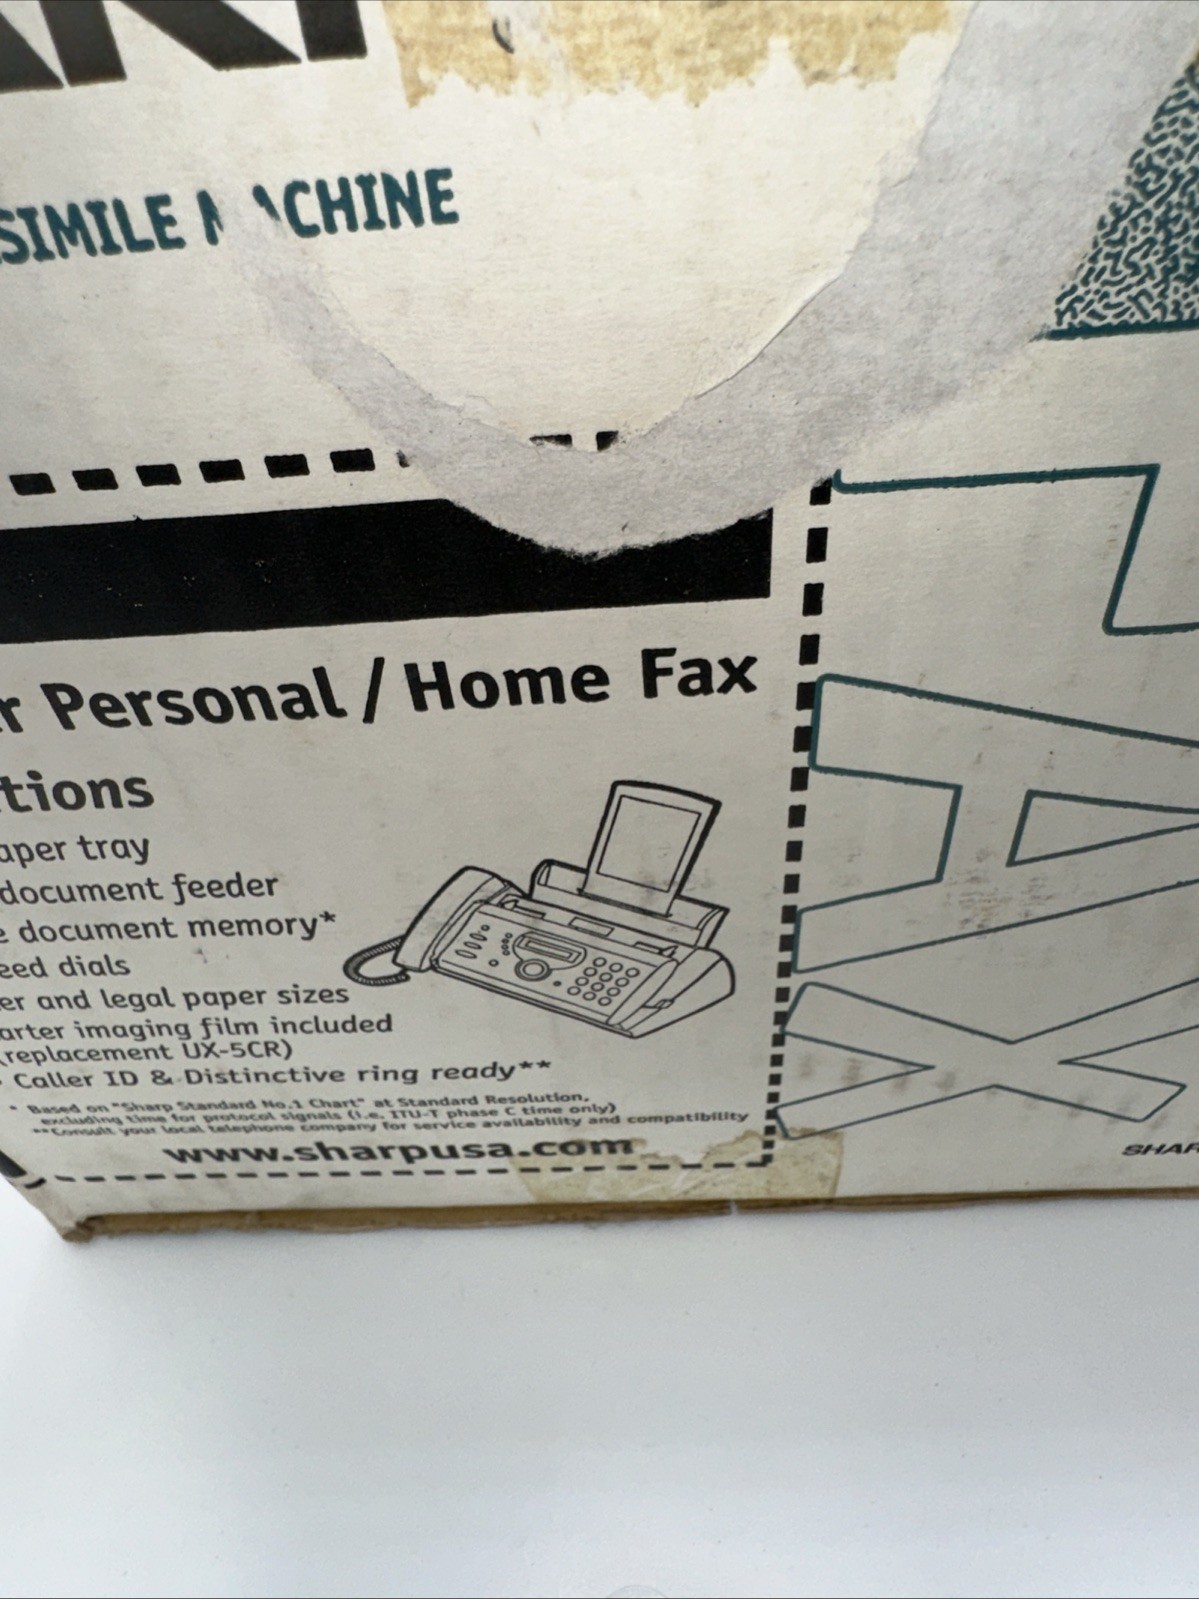 SIMILE MACHINE
r Personal / Home Fax
tions
aper tray
document feeder
e document memory*
eed dials
er and legal paper sizes
arter imaging film included
(replacement UX-5CR)
Caller ID & Distinctive ring ready**
* Based on "Sharp Standard No.1 Chart" at Standard Resolution,
excluding time for protocol signals (i.e. ITU-T phase C time only)
**Consult your local telephone company for service availability and compatibility
www.sharpusa.com
FAX
SHAR